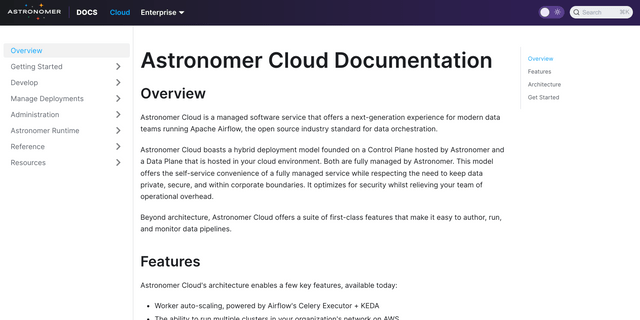 ASTRONOMER DOCS Cloud Enterprise Search ⌘K
Overview
Getting Started
Develop
Manage Deployments
Administration
Astronomer Runtime
Reference
Resources
Astronomer Cloud Documentation
Overview
Astronomer Cloud is a managed software service that offers a next-generation experience for modern data
teams running Apache Airflow, the open source industry standard for data orchestration.
Astronomer Cloud boasts a hybrid deployment model founded on a Control Plane hosted by Astronomer and
a Data Plane that is hosted in your cloud environment. Both are fully managed by Astronomer. This model
offers the self-service convenience of a fully managed service while respecting the need to keep data
private, secure, and within corporate boundaries. It optimizes for security whilst relieving your team of
operational overhead.
Beyond architecture, Astronomer Cloud offers a suite of first-class features that make it easy to author, run,
and monitor data pipelines.
Features
Astronomer Cloud's architecture enables a few key features, available today:
• Worker auto-scaling, powered by Airflow's Celery Executor + KEDA
• The ability to run multiple clusters in your organization's network on AWS
Overview
Features
Architecture
Get Started